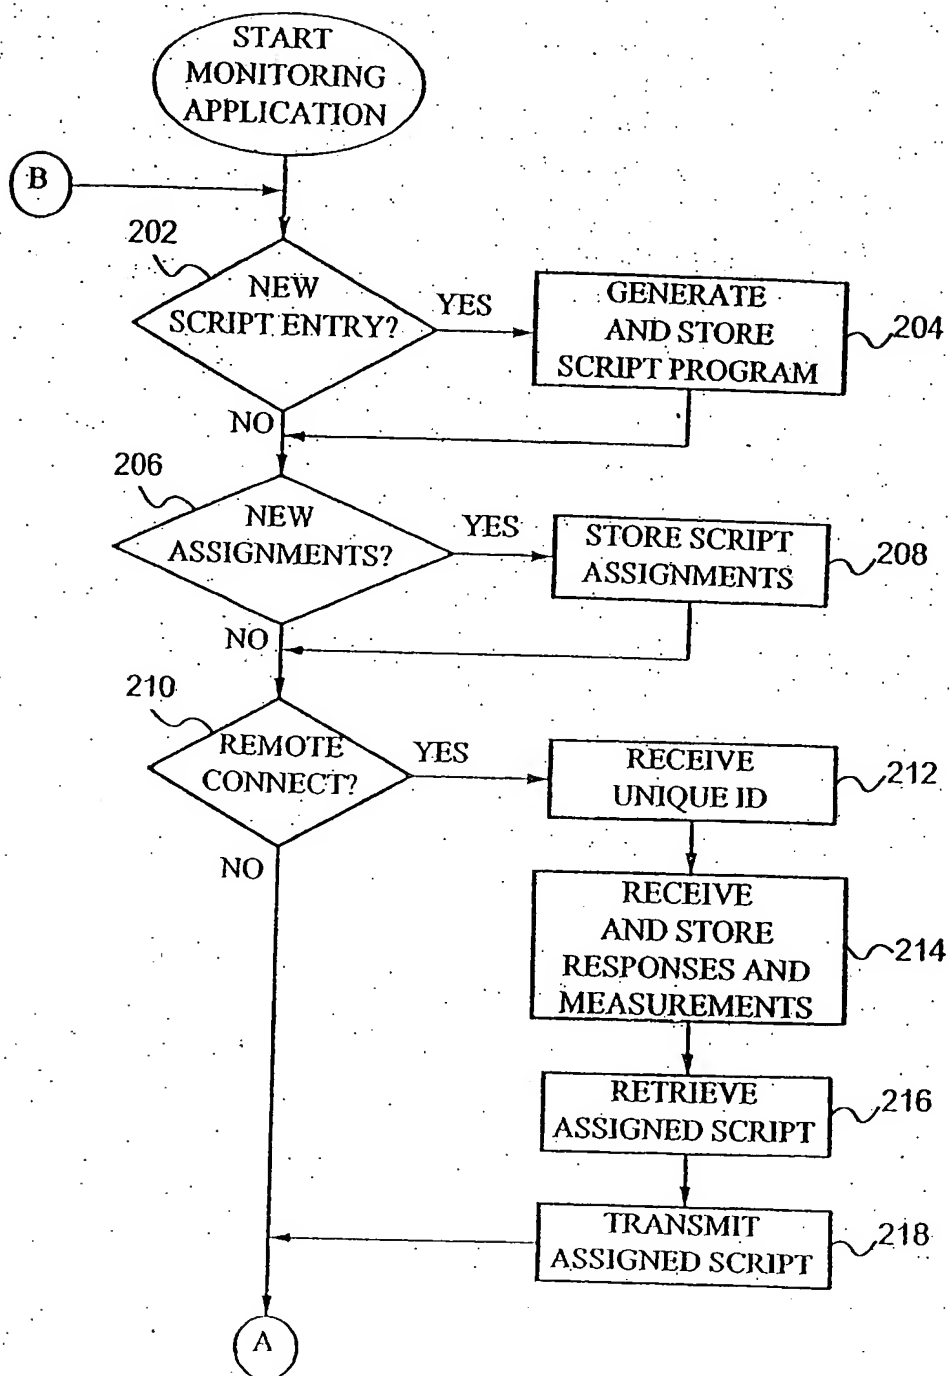 START
MONITORING
APPLICATION
B
202
NEW
SCRIPT ENTRY?
YES
GENERATE
AND STORE
SCRIPT PROGRAM
204
NO
206
NEW
ASSIGNMENTS?
YES
STORE SCRIPT
ASSIGNMENTS
208
NO
210
REMOTE
CONNECT?
YES
RECEIVE
UNIQUE ID
212
NO
RECEIVE
AND STORE
RESPONSES AND
MEASUREMENTS
214
RETRIEVE
ASSIGNED SCRIPT
216
TRANSMIT
ASSIGNED SCRIPT
218
A